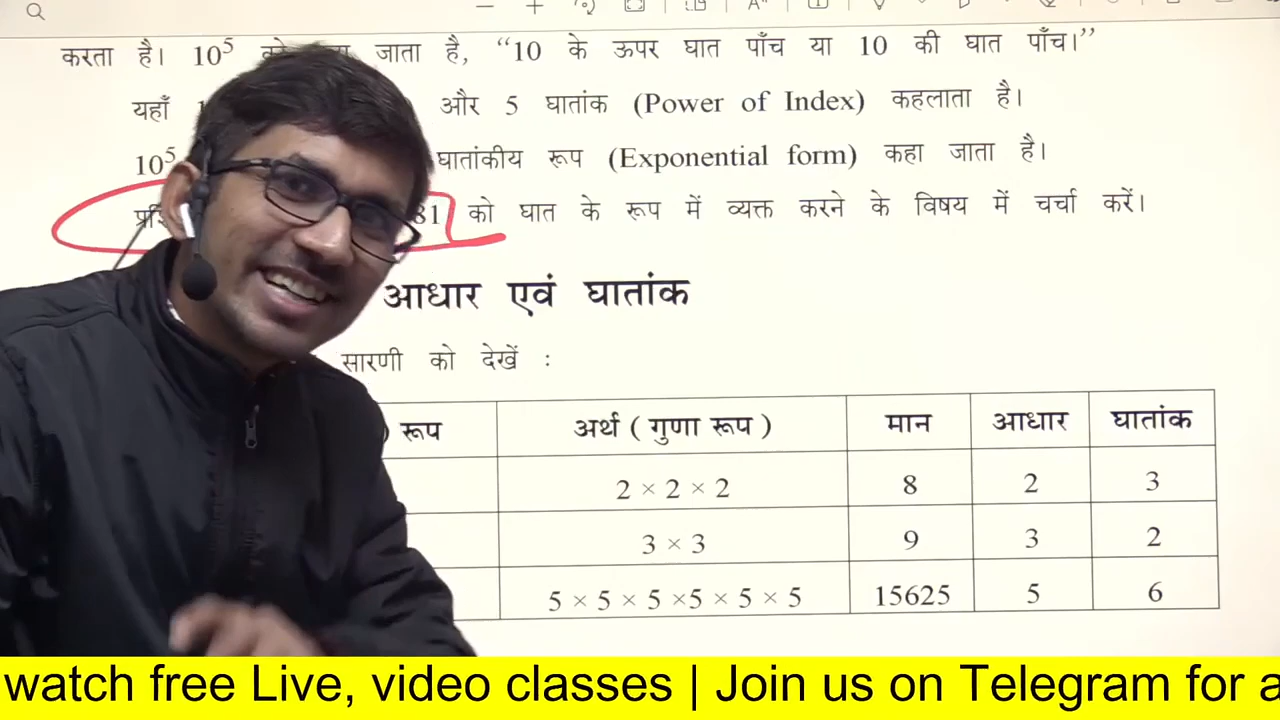 करता है। 10⁵ जाता है, “10 के ऊपर घात पाँच या 10 की घात पाँच।”
यहाँ और 5 घातांक (Power of Index) कहलाता है।
10⁵ घातांकीय रूप (Exponential form) कहा जाता है।
81 को घात के रूप में व्यक्त करने के विषय में चर्चा करें।
आधार एवं घातांक
सारणी को देखें :
) रूप अर्थ ( गुणा रूप ) मान आधार घातांक
2 × 2 × 2 8 2 3
3 × 3 9 3 2
5 × 5 × 5 ×5 × 5 × 5 15625 5 6
watch free Live, video classes | Join us on Telegram for a